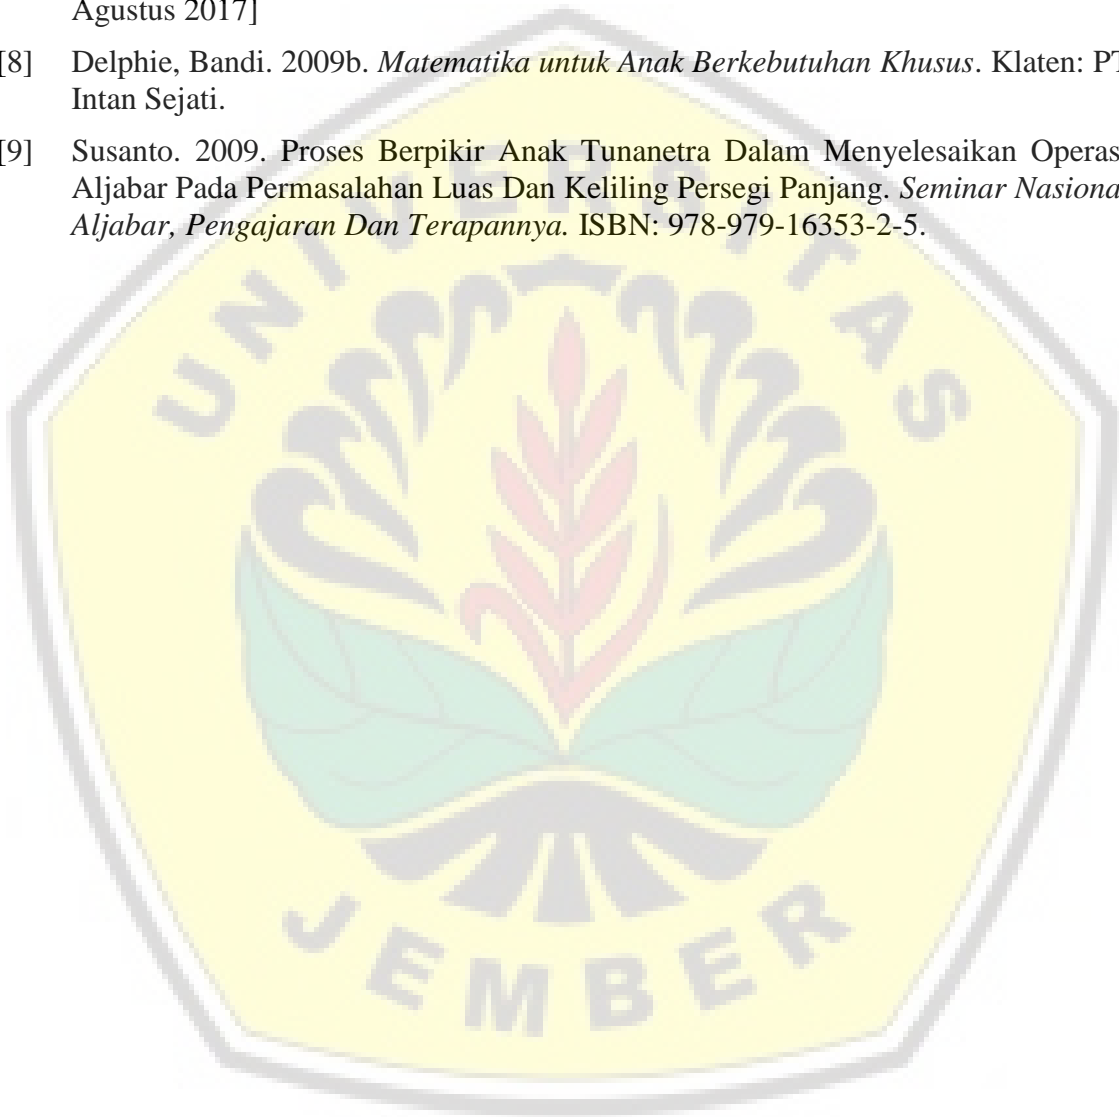 Agustus 2017]
[8] Delphie, Bandi. 2009b. Matematika untuk Anak Berkebutuhan Khusus. Klaten: PT
Intan Sejati.
[9] Susanto. 2009. Proses Berpikir Anak Tunanetra Dalam Menyelesaikan Operas
Aljabar Pada Permasalahan Luas Dan Keliling Persegi Panjang. Seminar Nasiona
Aljabar, Pengajaran Dan Terapannya. ISBN: 978-979-16353-2-5.
UNIVERSITAS
JEMBER